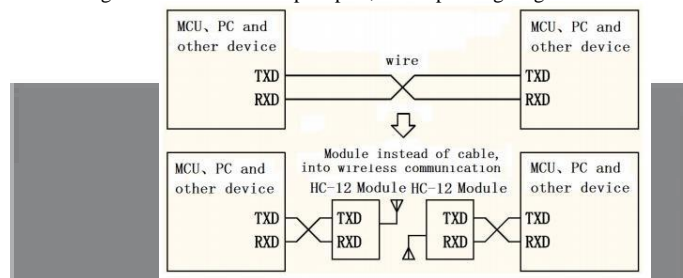 MCU、PC and other device
TXD
RXD
wire
MCU、PC and other device
TXD
RXD
Module instead of cable,
into wireless communication
HC-12 Module HC-12 Module
MCU、PC and other device
TXD
RXD
TXD
RXD
TXD
RXD
MCU、PC and other device
TXD
RXD